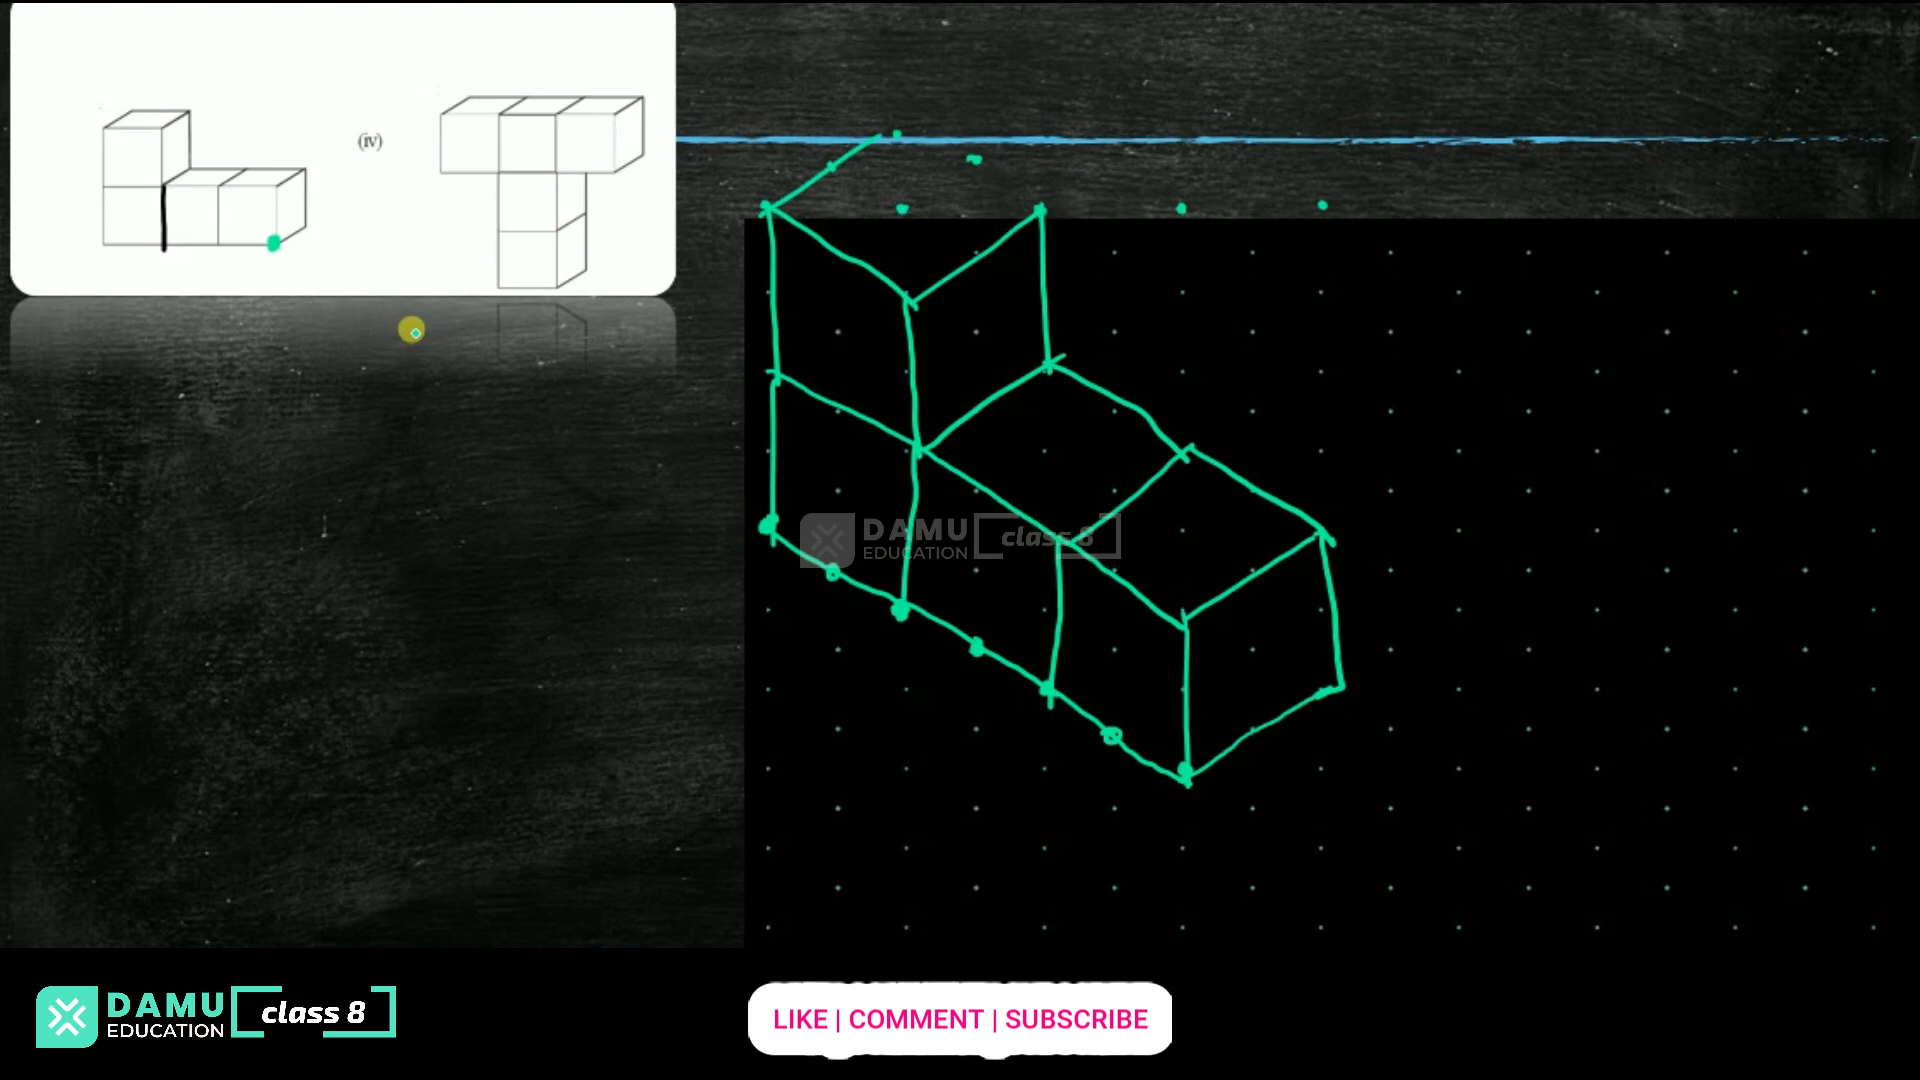 (iv)
DAMU
EDUCATION
class 8
DAMU
EDUCATION
class 8
LIKE | COMMENT | SUBSCRIBE